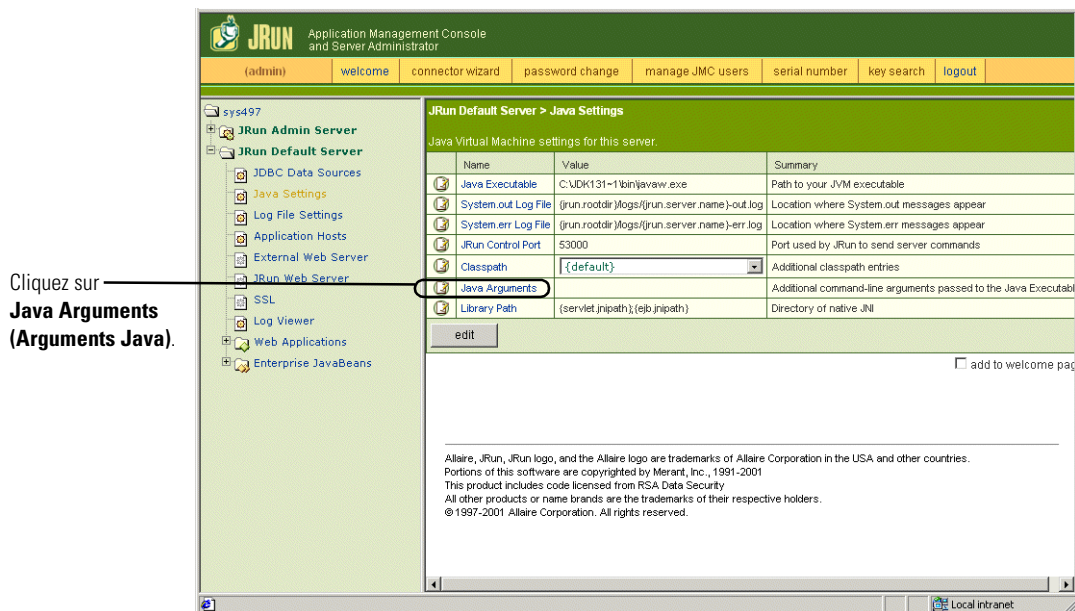 JRUN
Application Management Console
and Server Administrator
(admin) welcome connector wizard password change manage JMC users serial number key search logout
sys497
JRun Admin Server
JRun Default Server
JDBC Data Sources
Java Settings
Log File Settings
Application Hosts
External Web Server
JRun Web Server
SSL
Log Viewer
Web Applications
Enterprise JavaBeans
Cliquez sur
Java Arguments
(Arguments Java).
JRun Default Server > Java Settings
Java Virtual Machine settings for this server.
Name Value Summary
Java Executable C:\JDK131~1\bin\javaw.exe Path to your JVM executable
System.out Log File {jrun.rootdir}/logs/{jrun.server.name}-out.log Location where System.out messages appear
System.err Log File {jrun.rootdir}/logs/{jrun.server.name}-err.log Location where System.err messages appear
JRun Control Port 53000 Port used by JRun to send server commands
Classpath {default} Additional classpath entries
Java Arguments Additional command-line arguments passed to the Java Executabl
Library Path {servlet.jnipath};{ejb.jnipath} Directory of native JNI
edit
add to welcome pag
Allaire, JRun, JRun logo, and the Allaire logo are trademarks of Allaire Corporation in the USA and other countries.
Portions of this software are copyrighted by Merant, Inc., 1991-2001
This product includes code licensed from RSA Data Security
All other products or name brands are the trademarks of their respective holders.
© 1997-2001 Allaire Corporation. All rights reserved.
Local intranet